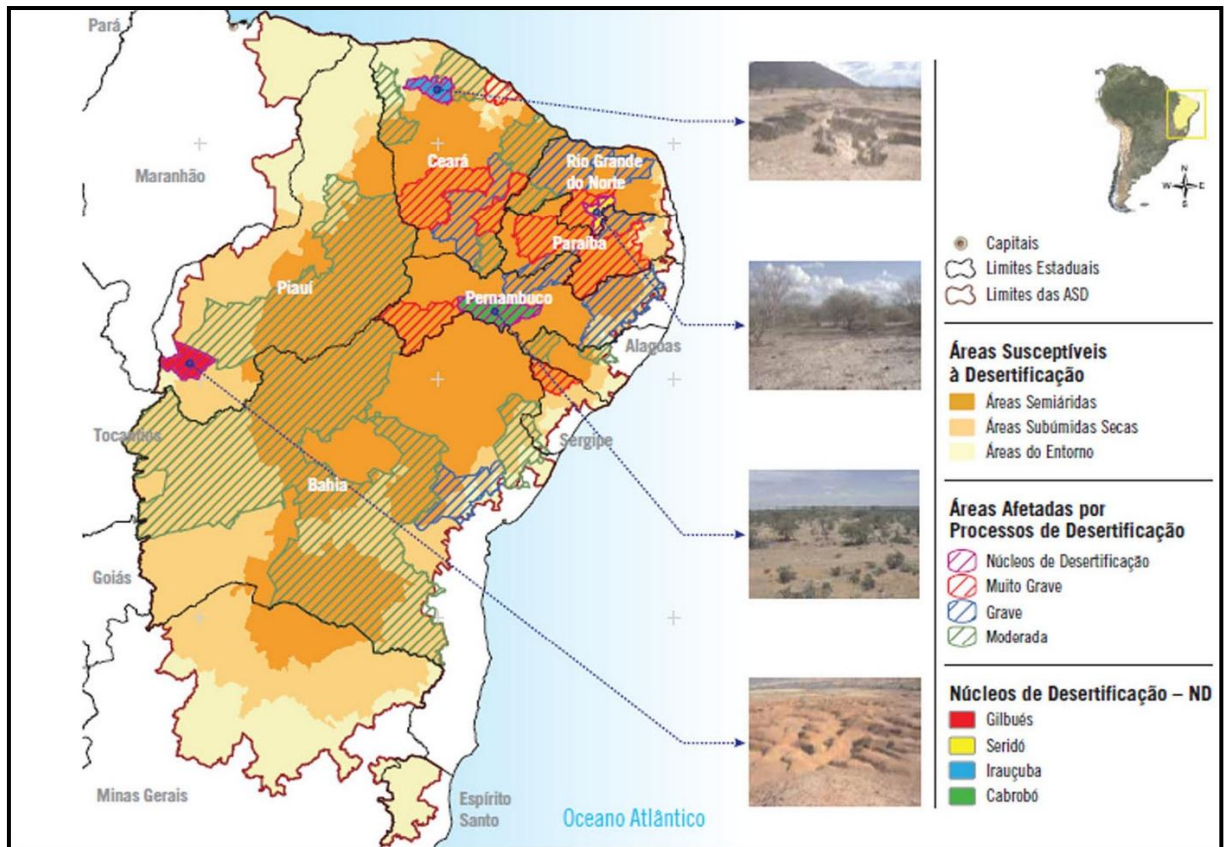 Pará
Maranhão
Ceará
Rio Grande
do Norte
Paraíba
Piauí
Pernambuco
Alagoas
Tocantins
Sergipe
Bahia
Goiás
Minas Gerais
Espírito
Santo
Oceano Atlântico
N
W
E
S
Capitais
Limites Estaduais
Limites das ASD
Áreas Susceptíveis
à Desertificação
Áreas Semiáridas
Áreas Subúmidas Secas
Áreas do Entorno
Áreas Afetadas por
Processos de Desertificação
Núcleos de Desertificação
Muito Grave
Grave
Moderada
Núcleos de Desertificação – ND
Gilbués
Seridó
Irauçuba
Cabrobó